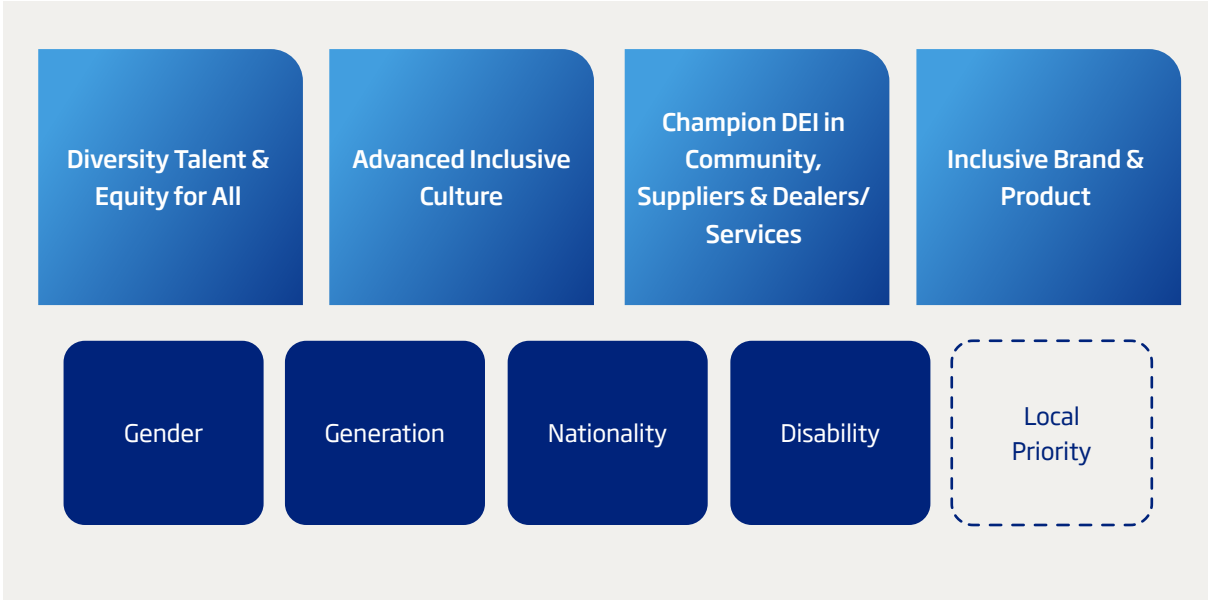 Diversity Talent &
Equity for All
Advanced Inclusive
Culture
Champion DEI in
Community,
Suppliers & Dealers/
Services
Inclusive Brand &
Product
Gender
Generation
Nationality
Disability
Local
Priority